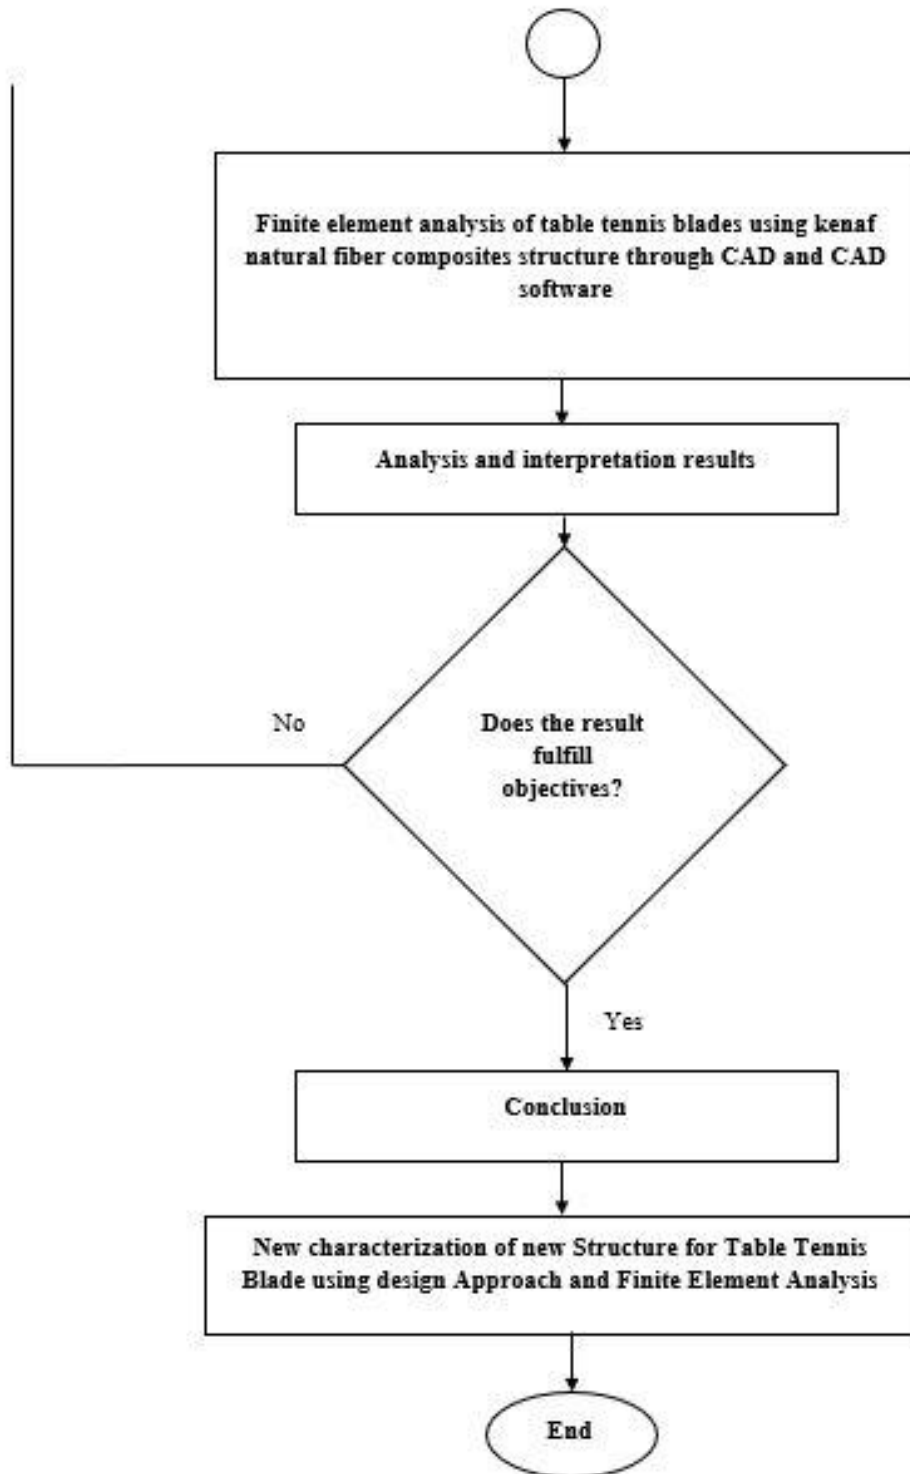 Finite element analysis of table tennis blades using kenaf
natural fiber composites structure through CAD and CAD
software
Analysis and interpretation results
No
Does the result
fulfill
objectives?
Yes
Conclusion
New characterization of new Structure for Table Tennis
Blade using design Approach and Finite Element Analysis
End